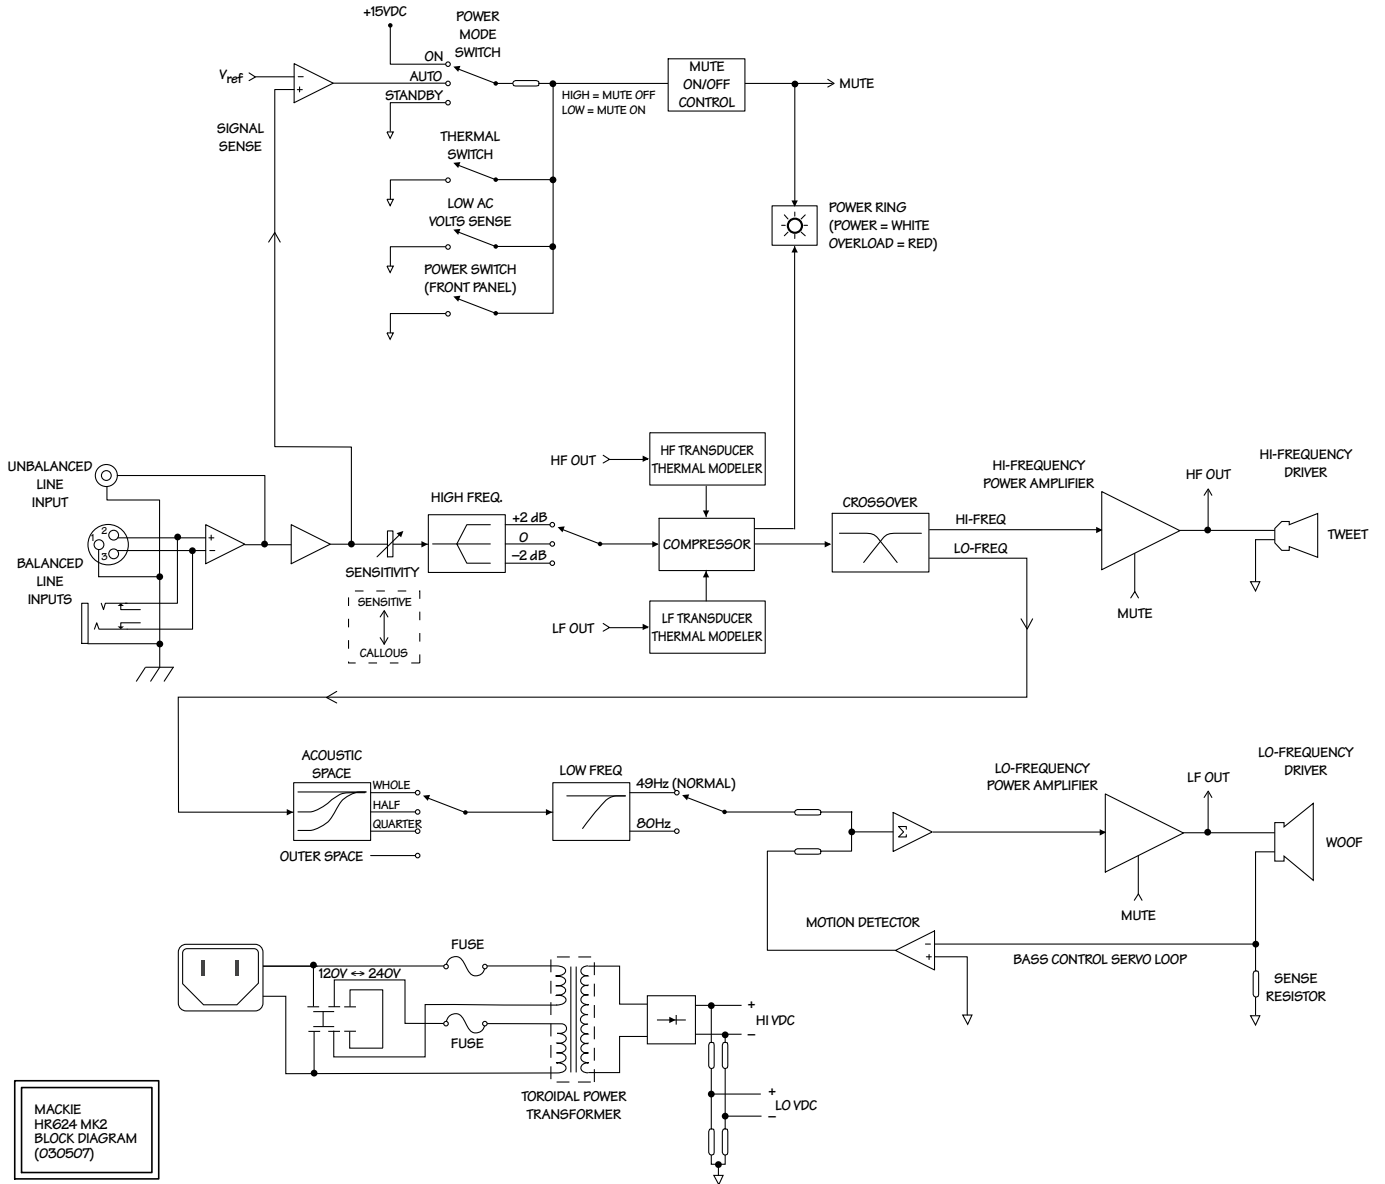 +15VDC
POWER
MODE
SWITCH
ON
AUTO
STANDBY
Vref
−
+
SIGNAL
SENSE
HIGH = MUTE OFF
LOW = MUTE ON
MUTE
ON/OFF
CONTROL
MUTE
THERMAL
SWITCH
LOW AC
VOLTS SENSE
POWER SWITCH
(FRONT PANEL)
POWER RING
(POWER = WHITE
OVERLOAD = RED)
UNBALANCED
LINE
INPUT
1
2
3
BALANCED
LINE
INPUTS
+
−
SENSITIVITY
SENSITIVE
CALLOUS
HIGH FREQ.
+2 dB
0
−2 dB
HF OUT
HF TRANSDUCER
THERMAL MODELER
COMPRESSOR
LF OUT
LF TRANSDUCER
THERMAL MODELER
CROSSOVER
HI-FREQ
LO-FREQ
HI-FREQUENCY
POWER AMPLIFIER
MUTE
HF OUT
HI-FREQUENCY
DRIVER
TWEET
ACOUSTIC
SPACE
WHOLE
HALF
QUARTER
OUTER SPACE
LOW FREQ
49Hz (NORMAL)
80Hz
Σ
LO-FREQUENCY
POWER AMPLIFIER
MUTE
LF OUT
LO-FREQUENCY
DRIVER
WOOF
MOTION DETECTOR
−
+
BASS CONTROL SERVO LOOP
SENSE
RESISTOR
120V ↔ 240V
FUSE
FUSE
TOROIDAL POWER
TRANSFORMER
+
HI VDC
−
+
LO VDC
−
MACKIE
HR624 MK2
BLOCK DIAGRAM
(030507)